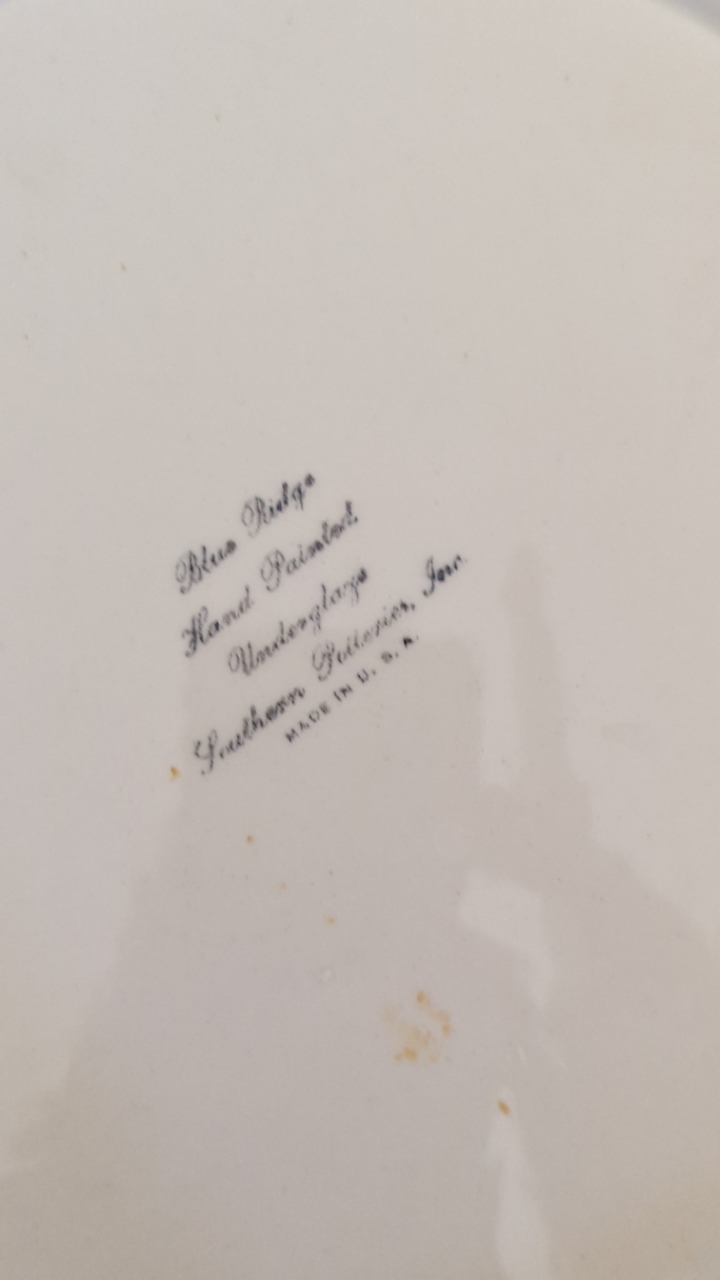 Blue Ridge
Hand Painted
Underglaze
Southern Potteries, Inc.
MADE IN U. S. A.